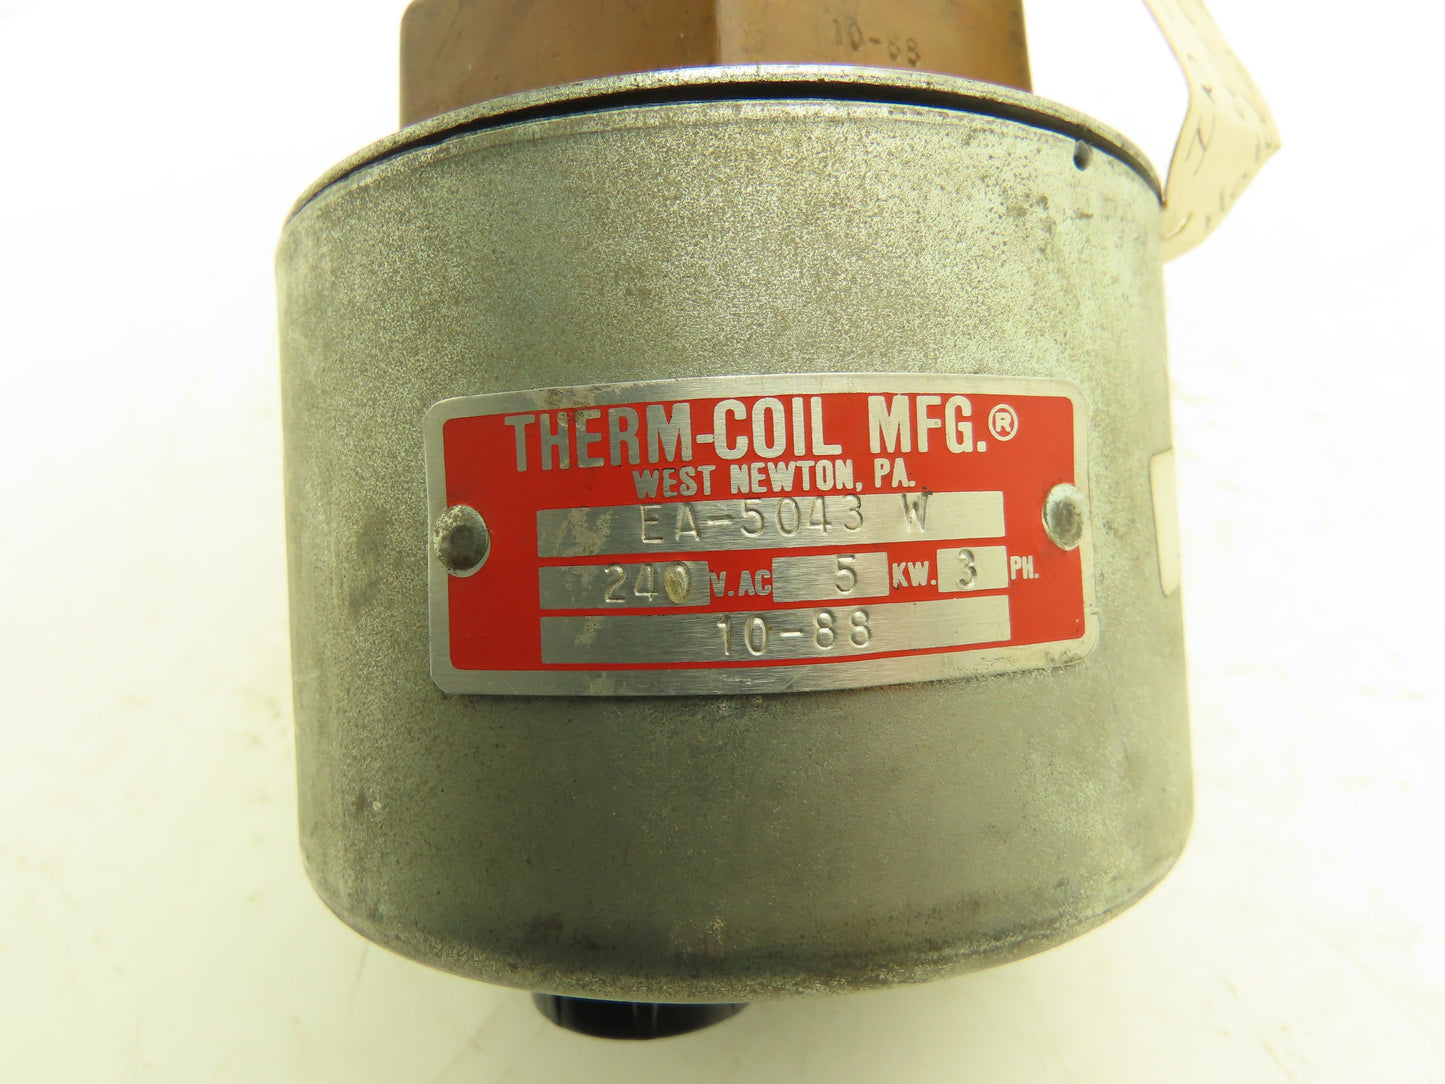 10-88
THERM-COIL MFG.®
WEST NEWTON, PA.
EA-5043 W
240 V.AC 5 KW. 3 PH.
10-88